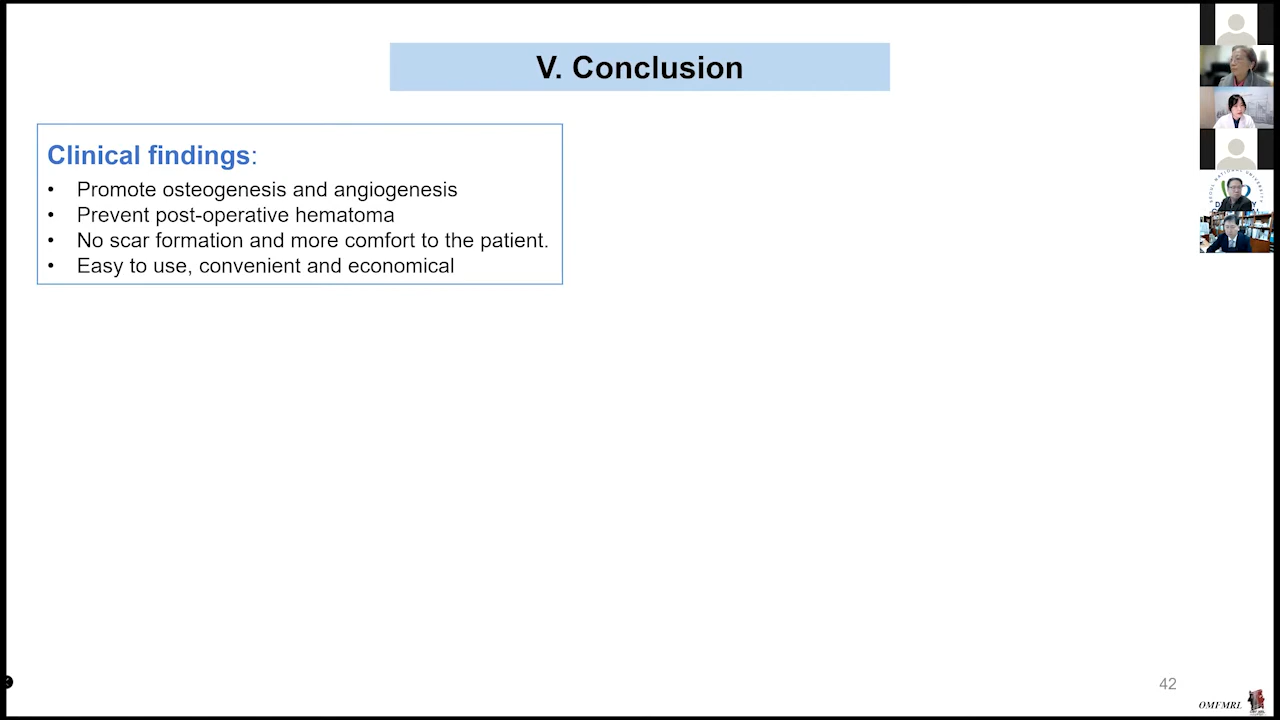 V. Conclusion
Clinical findings:
• Promote osteogenesis and angiogenesis
• Prevent post-operative hematoma
• No scar formation and more comfort to the patient.
• Easy to use, convenient and economical
42
OMFMRL